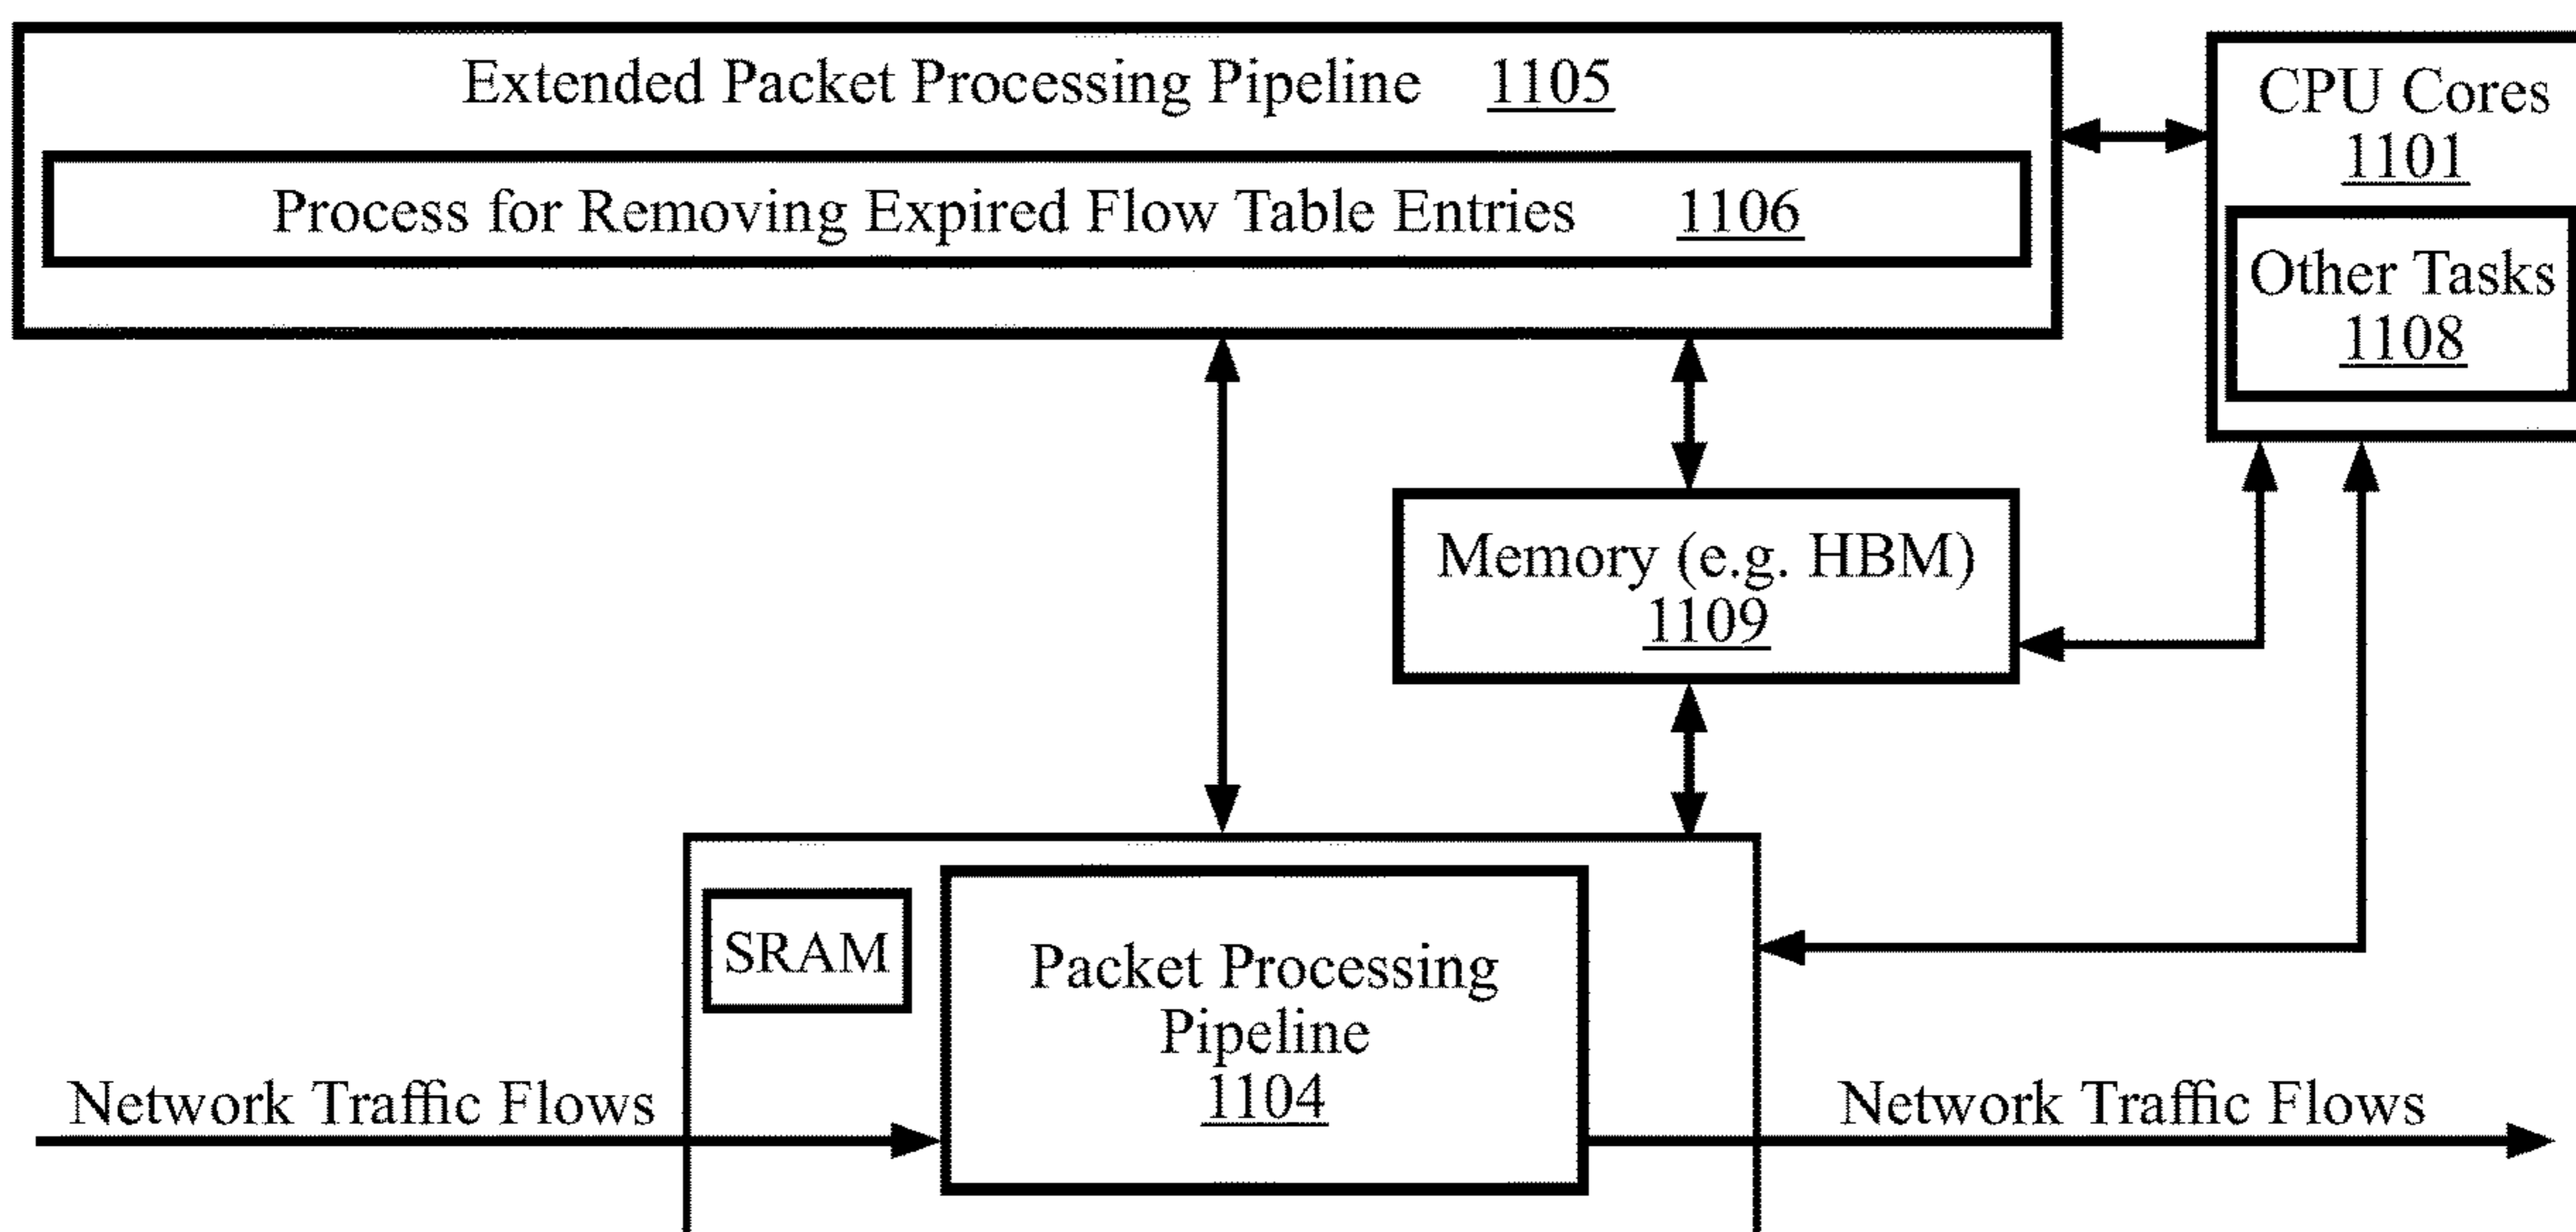 Extended Packet Processing Pipeline 1105
Process for Removing Expired Flow Table Entries 1106
CPU Cores
1101
Other Tasks
1108
Memory (e.g. HBM)
1109
SRAM
Packet Processing
Pipeline
1104
Network Traffic Flows
Network Traffic Flows